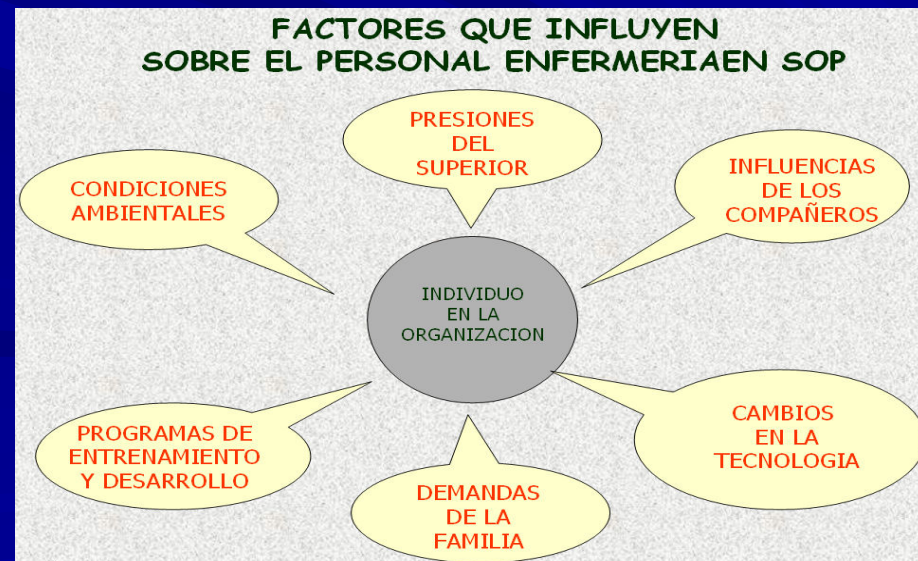 FACTORES QUE INFLUYEN
SOBRE EL PERSONAL ENFERMERIAEN SOP
PRESIONES
DEL
SUPERIOR
CONDICIONES
AMBIENTALES
INFLUENCIAS
DE LOS
COMPAÑEROS
INDIVIDUO
EN LA
ORGANIZACION
PROGRAMAS DE
ENTRENAMIENTO
Y DESARROLLO
DEMANDAS
DE LA
FAMILIA
CAMBIOS
EN LA
TECNOLOGIA